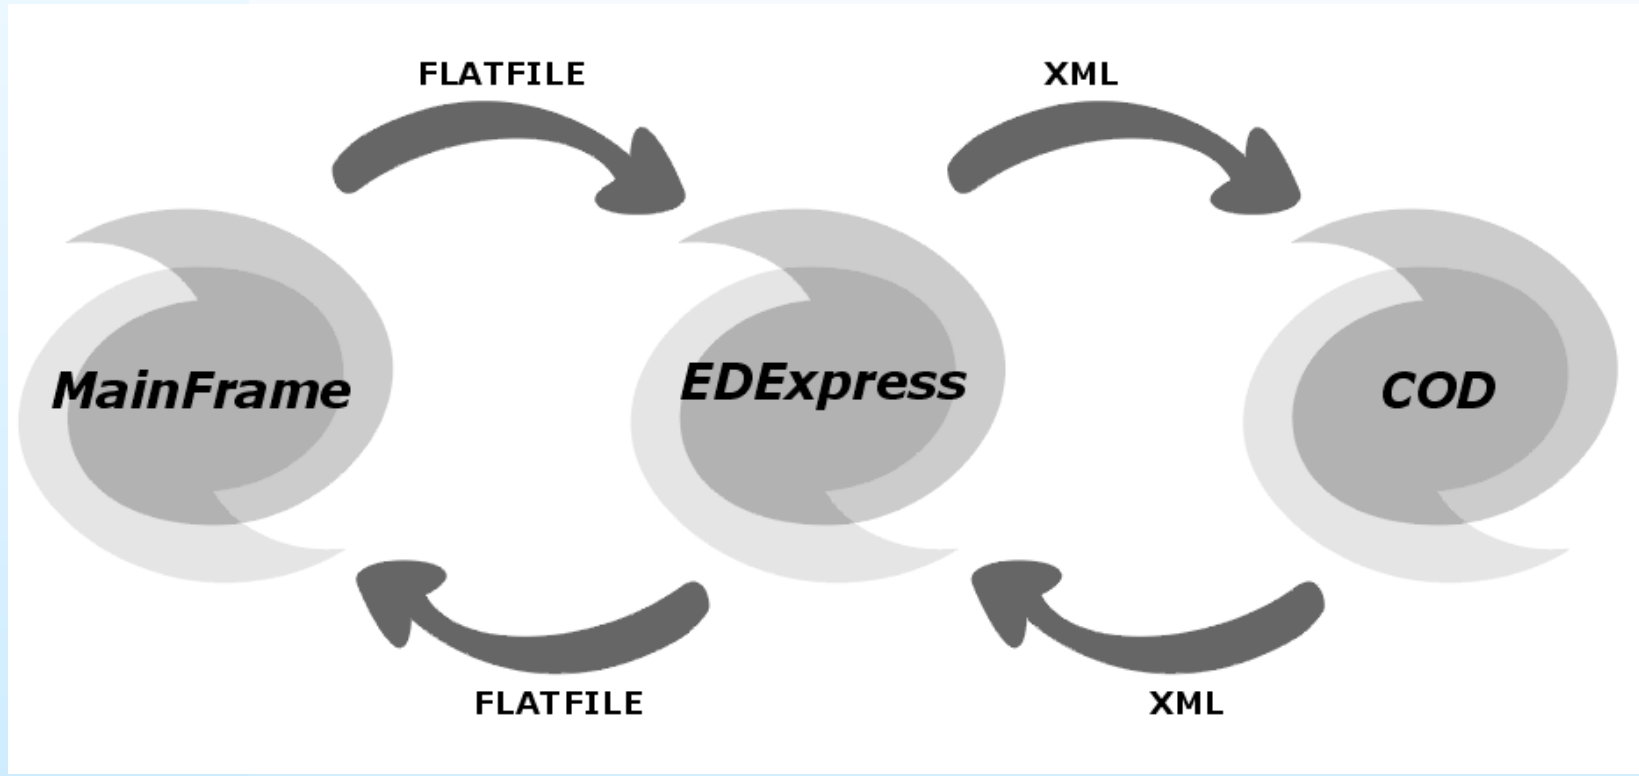 FLATFILE
XML
MainFrame
EDExpress
COD
FLATFILE
XML